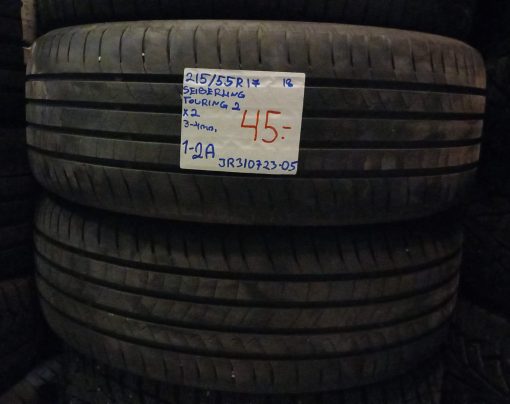 215/55R17 18
SEIBERLING
TOURING 2
X2
3-4mm.
45:-
1-2A
JR310723-05